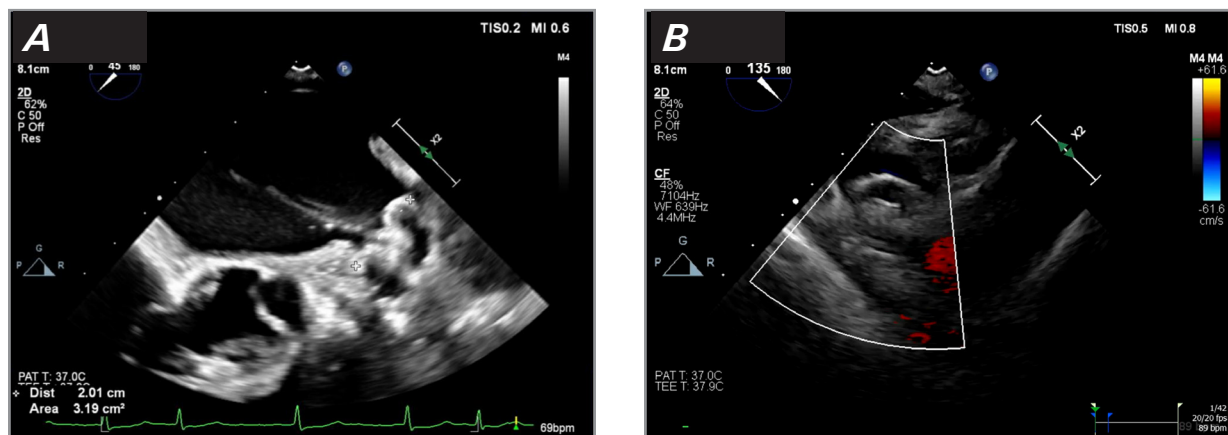 A
TIS0.2 MI 0.6
M4
0 45 180
P
8.1cm
2D
62%
C 50
P Off
Res
X2
G
P R
PAT T: 37.0C
Dist 2.01 cm
Area 3.19 cm²
69bpm
B
TIS0.5 MI 0.8
M4 M4
+61.6
0 135 180
P
8.1cm
2D
64%
C 50
P Off
Res
X2
CF
48%
7104Hz
WF 639Hz
4.4MHz
-61.6
cm/s
G
P R
PAT T: 37.0C
TEE T: 37.9C
1/42
20/20 fps
89 bpm